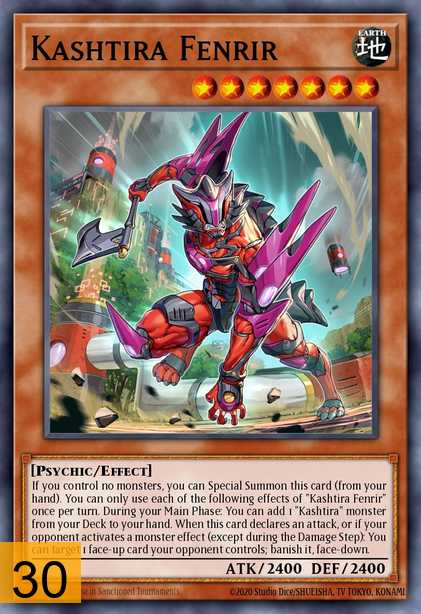 KASHTIRA FENRIR
EARTH
地
[PSYCHIC/EFFECT]
If you control no monsters, you can Special Summon this card (from your
hand). You can only use each of the following effects of "Kashtira Fenrir"
once per turn. During your Main Phase: You can add 1 "Kashtira" monster
from your Deck to your hand. When this card declares an attack, or if your
opponent activates a monster effect (except during the Damage Step): You
can target 1 face-up card your opponent controls; banish it, face-down.
ATK/2400 DEF/2400
30
use in Sanctioned Tournaments
©2020 Studio Dice/SHUEISHA, TV TOKYO, KONAMI